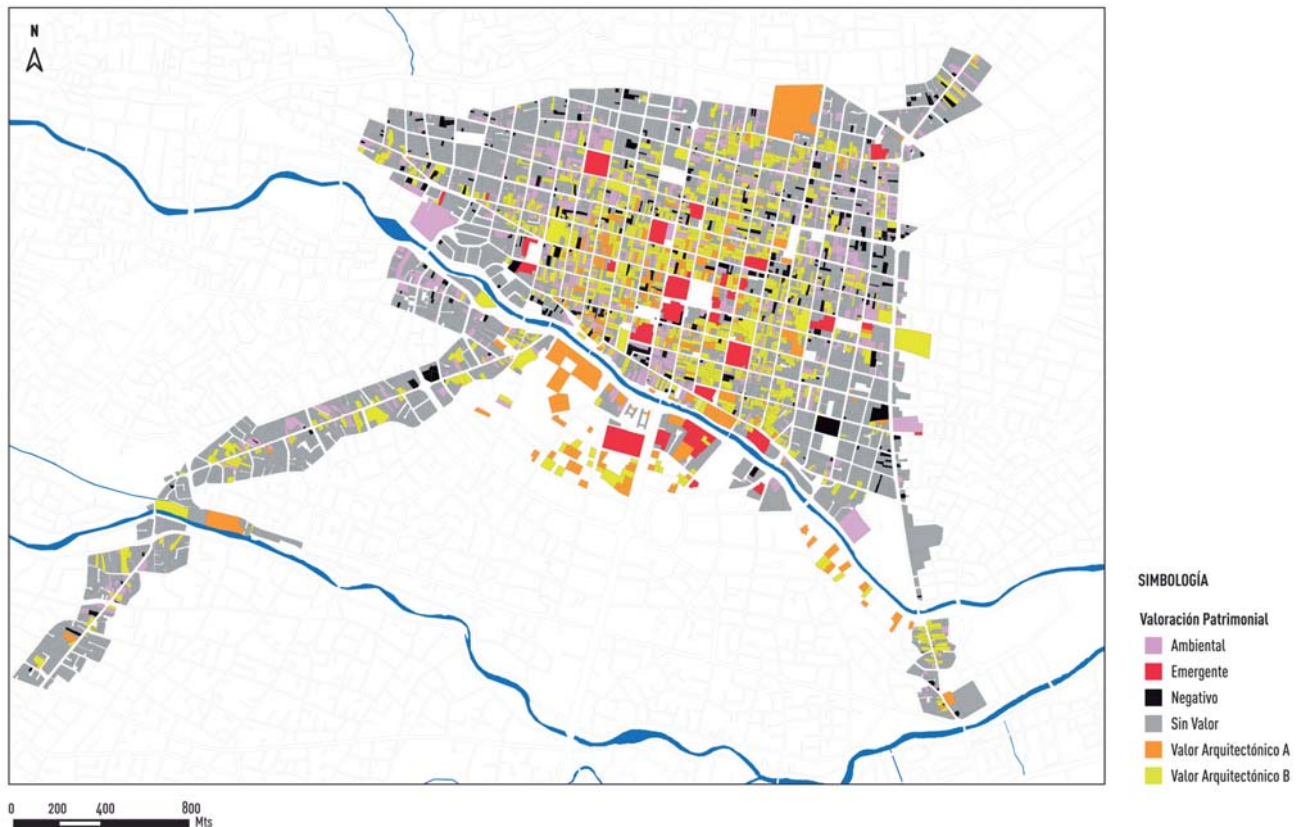 N
SIMBOLOGÍA
Valoración Patrimonial
Ambiental
Emergente
Negativo
Sin Valor
Valor Arquitectónico A
Valor Arquitectónico B
0 200 400 800
Mts